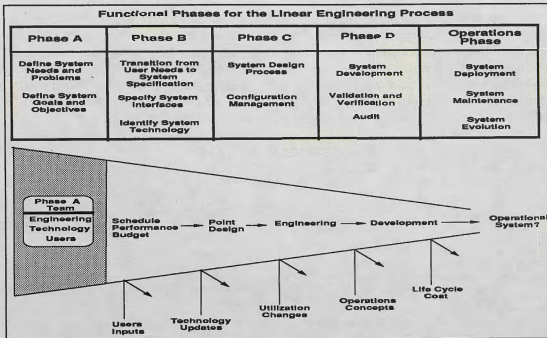 Functional Phases for the Linear Engineering Process
Phase A
Phase B
Phase C
Phase D
Operations
Phase
Define System
Needs and
Problems
Define System
Goals and
Objectives
Transition from
User Needs to
System
Specification
Specify System
Interfaces
Identify System
Technology
System Design
Process
Configuration
Management
System
Development
Validation and
Verification
Audit
System
Deployment
System
Maintenance
System
Evolution
Phase A
Team
Engineering
Technology
Users
Schedule
Performance
Budget
Point
Design
Engineering
Development
Operational
System?
Users
Inputs
Technology
Updates
Utilization
Changes
Operations
Concepts
Life Cycle
Cost